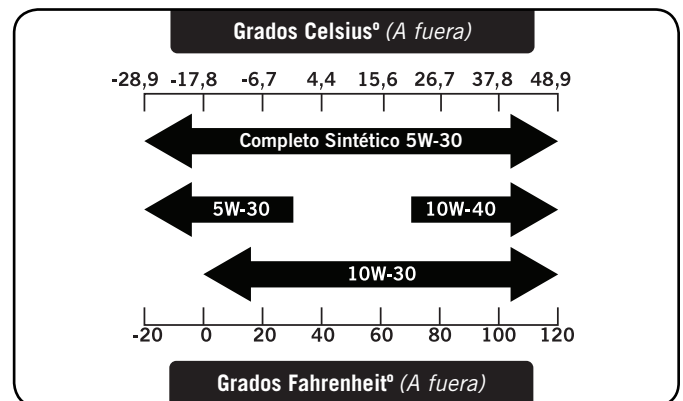 Grados Celsiusº (A fuera)
-28,9 -17,8 -6,7 4,4 15,6 26,7 37,8 48,9
Completo Sintético 5W-30
5W-30 10W-40
10W-30
-20 0 20 40 60 80 100 120
Grados Fahrenheitº (A fuera)